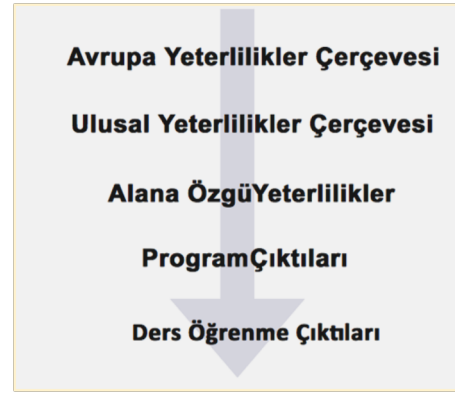 Avrupa Yeterlilikler Çerçevesi
Ulusal Yeterlilikler Çerçevesi
Alana ÖzgüYeterlilikler
ProgramÇıktıları
Ders Öğrenme Çıktıları